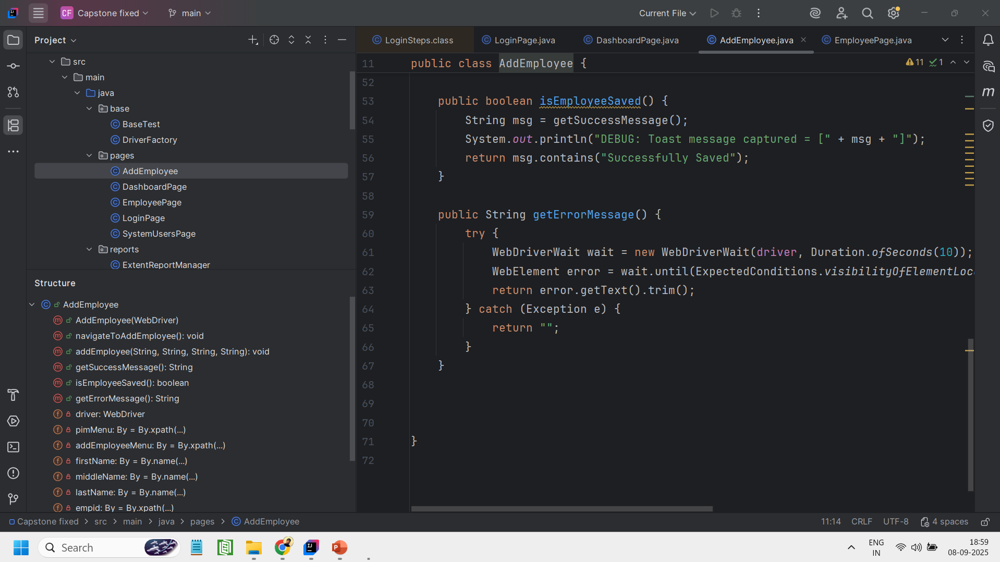 CF Capstone fixed
main
Current File
Project
LoginSteps.class
LoginPage.java
DashboardPage.java
AddEmployee.java
EmployeePage.java
src
main
java
base
BaseTest
DriverFactory
pages
AddEmployee
DashboardPage
EmployeePage
LoginPage
SystemUsersPage
reports
ExtentReportManager
Structure
AddEmployee
AddEmployee(WebDriver)
navigateToAddEmployee(): void
addEmployee(String, String, String, String): void
getSuccessMessage(): String
isEmployeeSaved(): boolean
getErrorMessage(): String
driver: WebDriver
pimMenu: By = By.xpath(...)
addEmployeeMenu: By = By.xpath(...)
firstName: By = By.name(...)
middleName: By = By.name(...)
lastName: By = By.name(...)
empid: By = By.xpath(...)
11 public class AddEmployee {
11 1
52
53 public boolean isEmployeeSaved() {
54 String msg = getSuccessMessage();
55 System.out.println("DEBUG: Toast message captured = [" + msg + "]");
56 return msg.contains("Successfully Saved");
57 }
58
59 public String getErrorMessage() {
60 try {
61 WebDriverWait wait = new WebDriverWait(driver, Duration.ofSeconds(10));
62 WebElement error = wait.until(ExpectedConditions.visibilityOfElementLoc
63 return error.getText().trim();
64 } catch (Exception e) {
65 return "";
66 }
67 }
68
69
70
71 }
72
Capstone fixed > src > main > java > pages > AddEmployee
11:14 CRLF UTF-8 4 spaces
Search
ENG
IN
18:59
08-09-2025